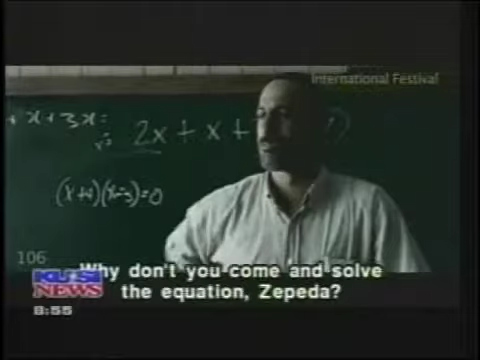 International Festival
+ x + 3x =
2x + x +
(x+4)(x-3)=0
106
Why don't you come and solve
the equation, Zepeda?
KUSI
NEWS
8:55